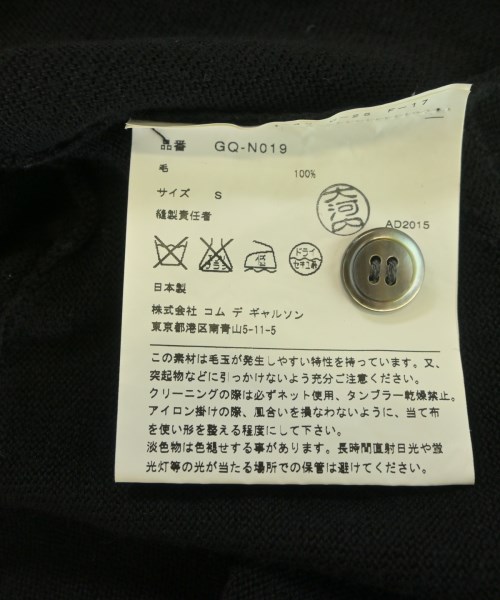 品番 GQ-N019
毛 100%
サイズ S
縫製責任者 大河内 AD2015
ドライ セキユ系
日本製
株式会社 コム デ ギャルソン
東京都港区南青山5-11-5
この素材は毛玉が発生しやすい特性を持っています。又、
突起物などに引っかけないよう充分ご注意ください。
クリーニングの際は必ずネット使用、タンブラー乾燥禁止。
アイロン掛けの際、風合いを損なわないように、当て布
を使い形を整える程度にして下さい。
淡色物は色褪せする事があります。長時間直射日光や蛍
光灯等の光が当たる場所での保管は避けてください。